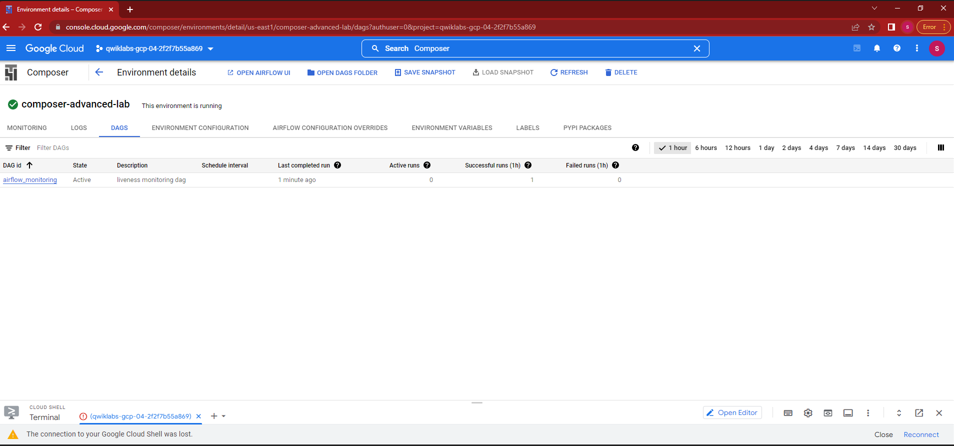 Environment details – Composer
console.cloud.google.com/composer/environments/detail/us-east1/composer-advanced-lab/dags?authuser=0&project=qwiklabs-gcp-04-2f2f7b55a869
S
Error
Google Cloud
qwiklabs-gcp-04-2f2f7b55a869
Search Composer
S
Composer
Environment details
OPEN AIRFLOW UI
OPEN DAGS FOLDER
SAVE SNAPSHOT
LOAD SNAPSHOT
REFRESH
DELETE
composer-advanced-lab
This environment is running
MONITORING
LOGS
DAGS
ENVIRONMENT CONFIGURATION
AIRFLOW CONFIGURATION OVERRIDES
ENVIRONMENT VARIABLES
LABELS
PYPI PACKAGES
Filter Filter DAGs
1 hour
6 hours
12 hours
1 day
2 days
4 days
7 days
14 days
30 days
DAG id
State
Description
Schedule interval
Last completed run
Active runs
Successful runs (1h)
Failed runs (1h)
airflow_monitoring
Active
liveness monitoring dag
1 minute ago
0
1
0
CLOUD SHELL
Terminal
(qwiklabs-gcp-04-2f2f7b55a869)
Open Editor
The connection to your Google Cloud Shell was lost.
Close
Reconnect